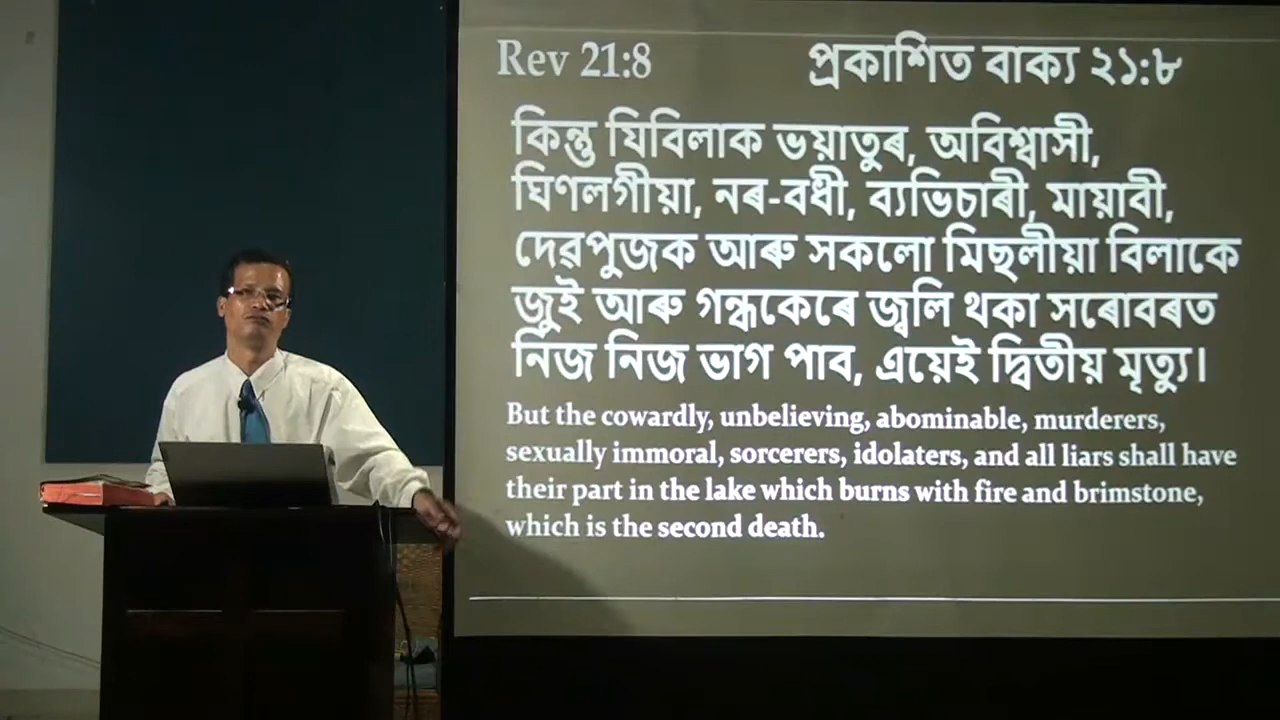 Rev 21:8 প্ৰকাশিত বাক্য ২১:৮
কিন্তু যিবিলাক ভয়াতুৰ, অবিশ্বাসী,
ঘিণলগীয়া, নৰ-বধী, ব্যভিচাৰী, মায়াবী,
দেৱপুজক আৰু সকলো মিছলীয়া বিলাকে
জুই আৰু গন্ধকেৰে জ্বলি থকা সৰোবৰত
নিজ নিজ ভাগ পাব, এয়েই দ্বিতীয় মৃত্যু।
But the cowardly, unbelieving, abominable, murderers,
sexually immoral, sorcerers, idolaters, and all liars shall have
their part in the lake which burns with fire and brimstone,
which is the second death.